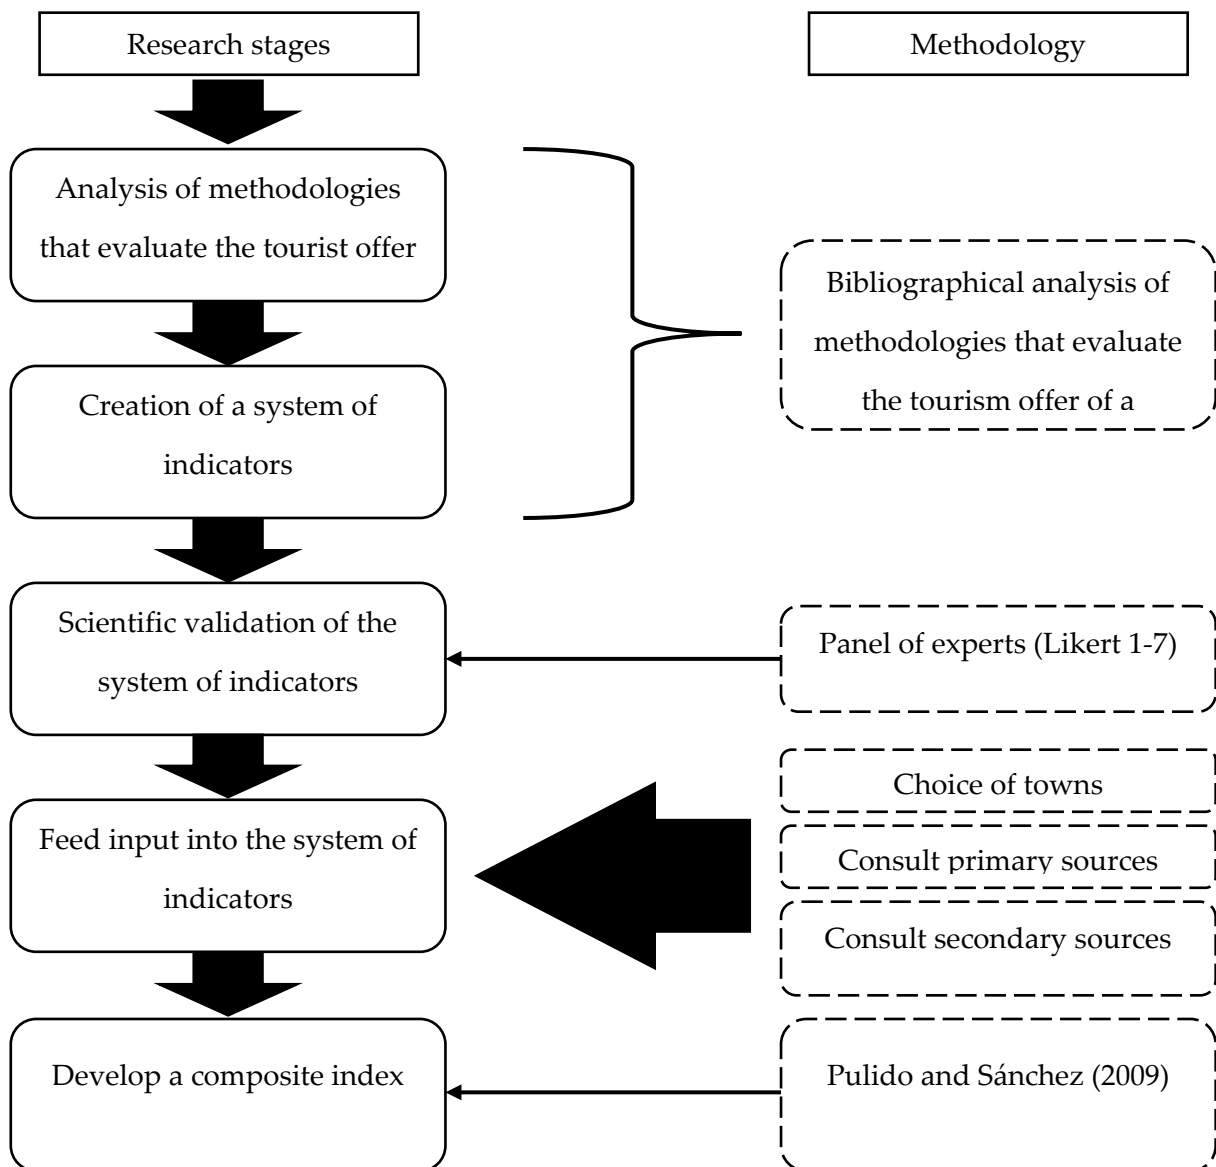 Research stages
Methodology
Analysis of methodologies
that evaluate the tourist offer
Creation of a system of
indicators
Bibliographical analysis of
methodologies that evaluate
the tourism offer of a
Scientific validation of the
system of indicators
Panel of experts (Likert 1-7)
Feed input into the system of
indicators
Choice of towns
Consult primary sources
Consult secondary sources
Develop a composite index
Pulido and Sánchez (2009)